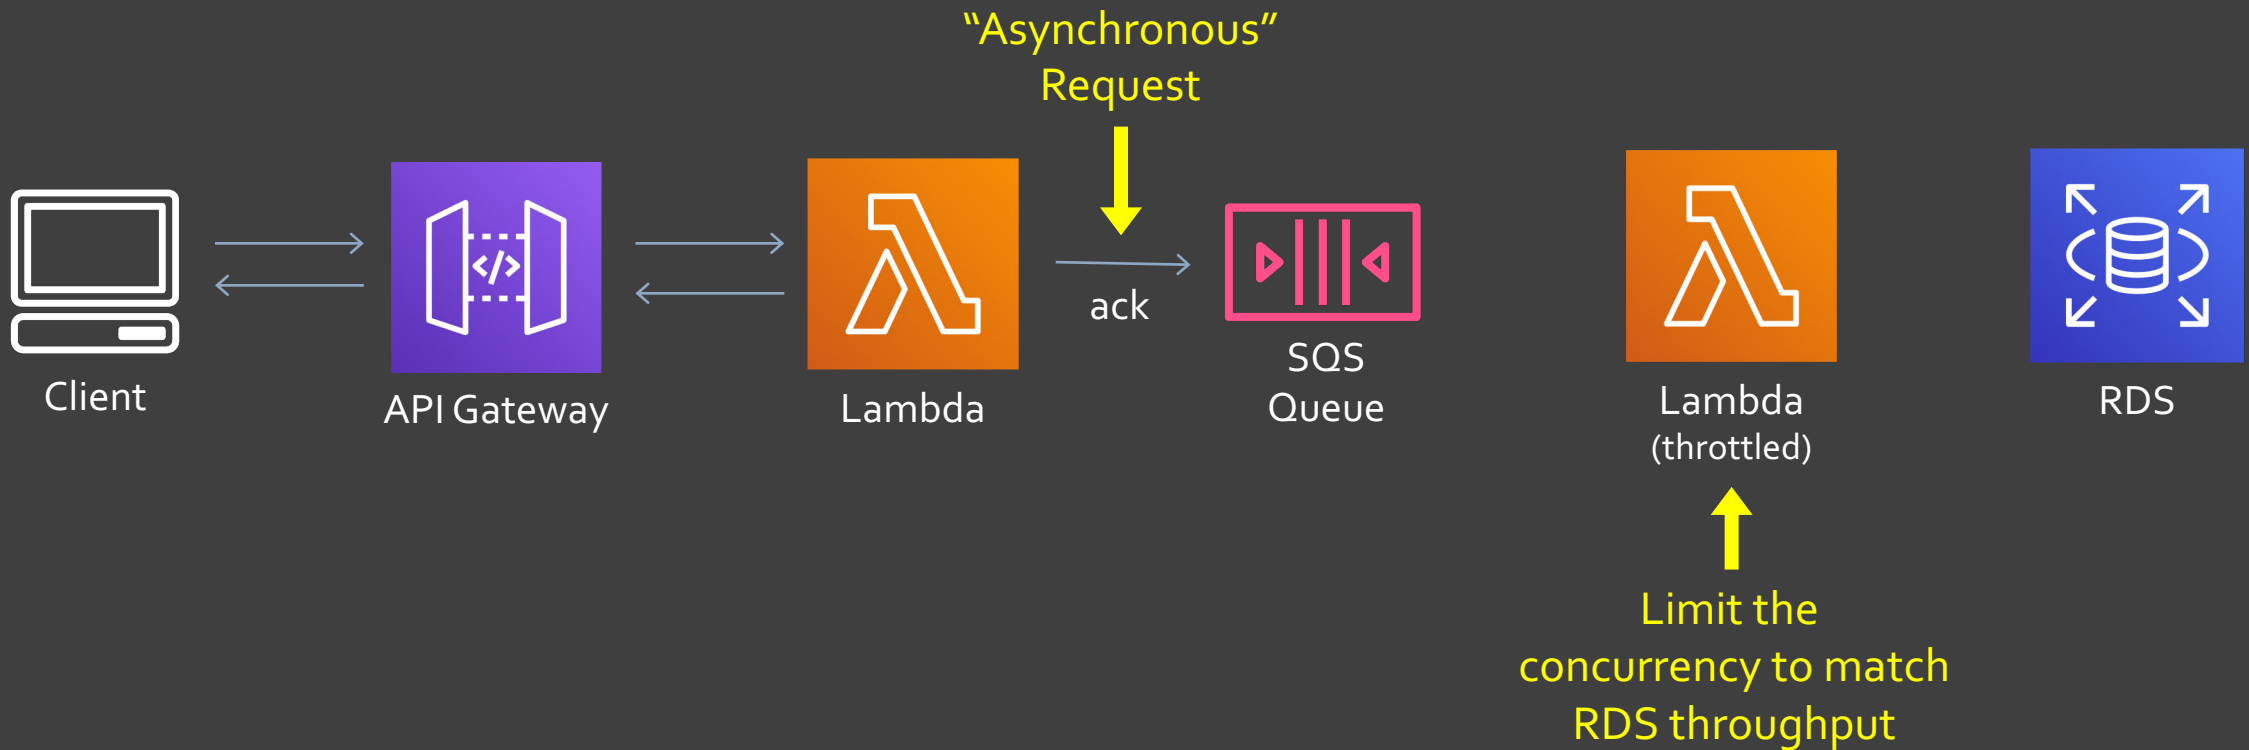 “Asynchronous”
Request
ack
Client
API Gateway
Lambda
SQS
Queue
Lambda
(throttled)
RDS
Limit the
concurrency to match
RDS throughput